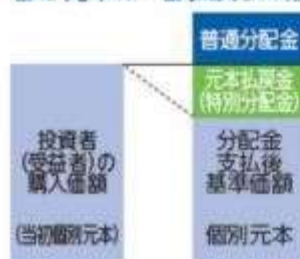 普通分配金
元本払戻金
(特別分配金)
投資者
(受益者)の
購入価額
(当初個別元本)
分配金
支払後
基準価額
個別元本